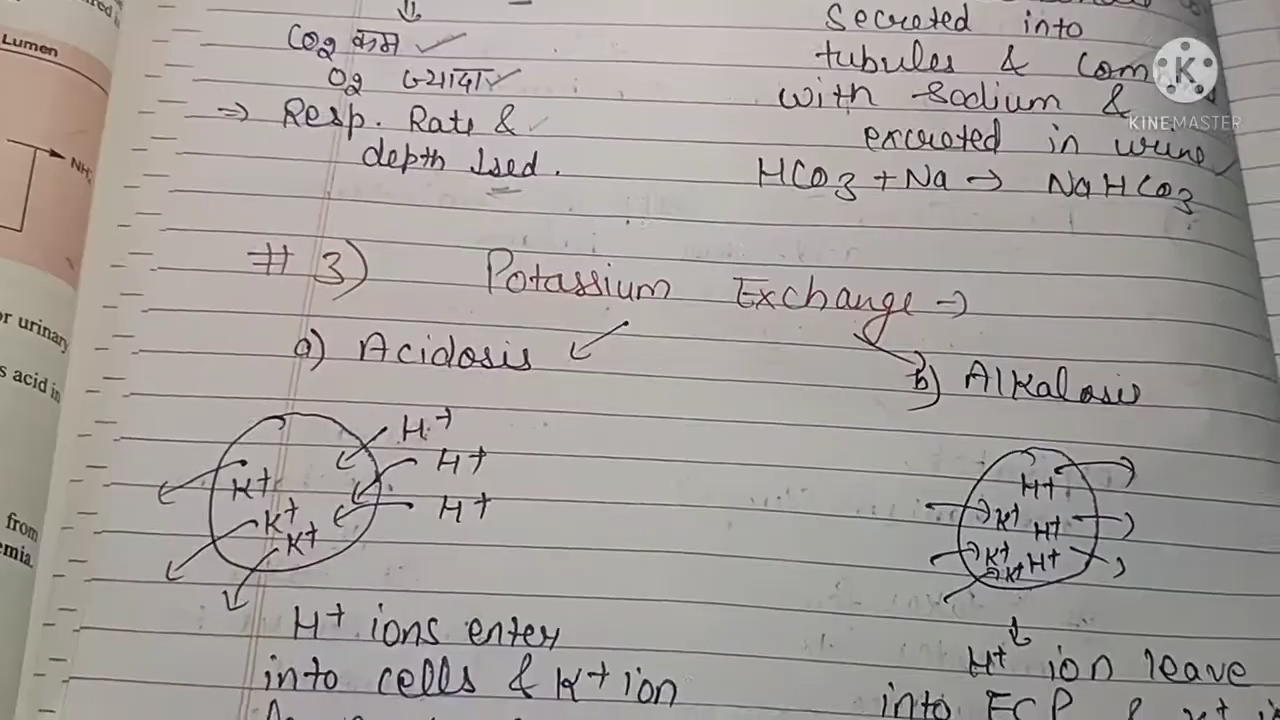 Lumen
NH
or urinary
s acid in
from
emia.
CO2 कम
O2 ज्यादा
=> Resp. Rate &
depth ↓sed.
Secreted into
tubules & Com
with Sodium &
excreted in urine
HCO3 + Na → NaHCO3
K
KINEMASTER
# 3) Potassium Exchange →
a) Acidosis
b) Alkalosis
H+
H+
H+
K+
K+
K+
H+
K+ H+
K+ H+
K+
H+ ions enter
into cells & K+ ion
H+ ion leave
into ECF &